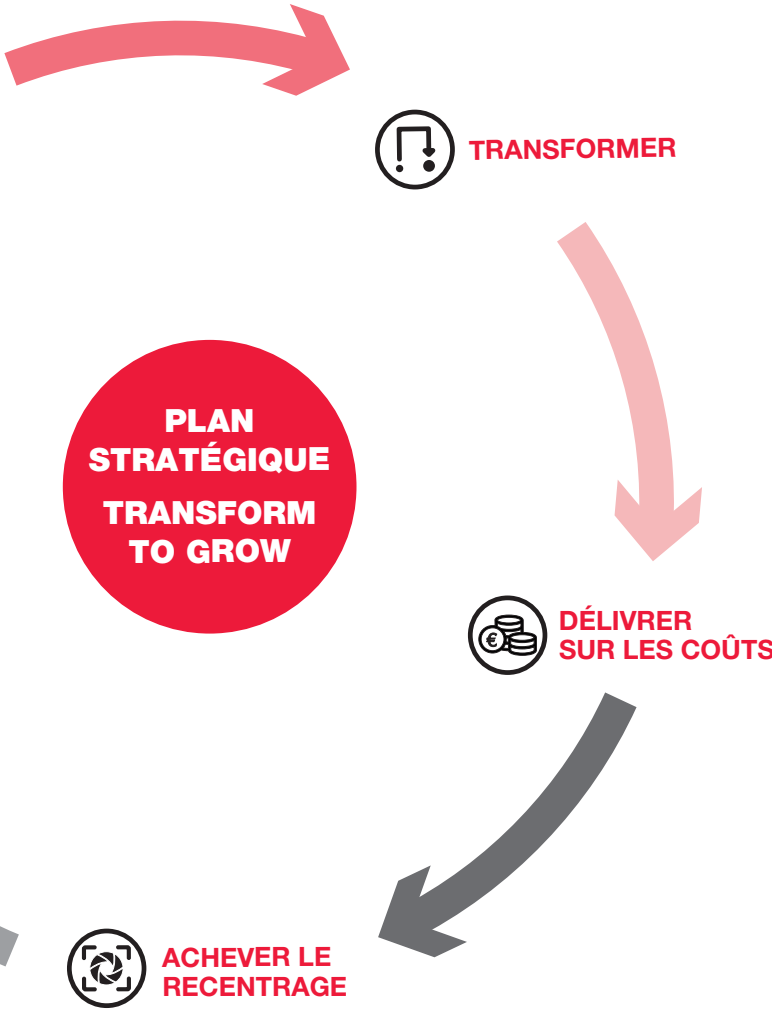 TRANSFORMER
PLAN
STRATÉGIQUE
TRANSFORM
TO GROW
DÉLIVRER
SUR LES COÛTS
ACHEVER LE
RECENTRAGE